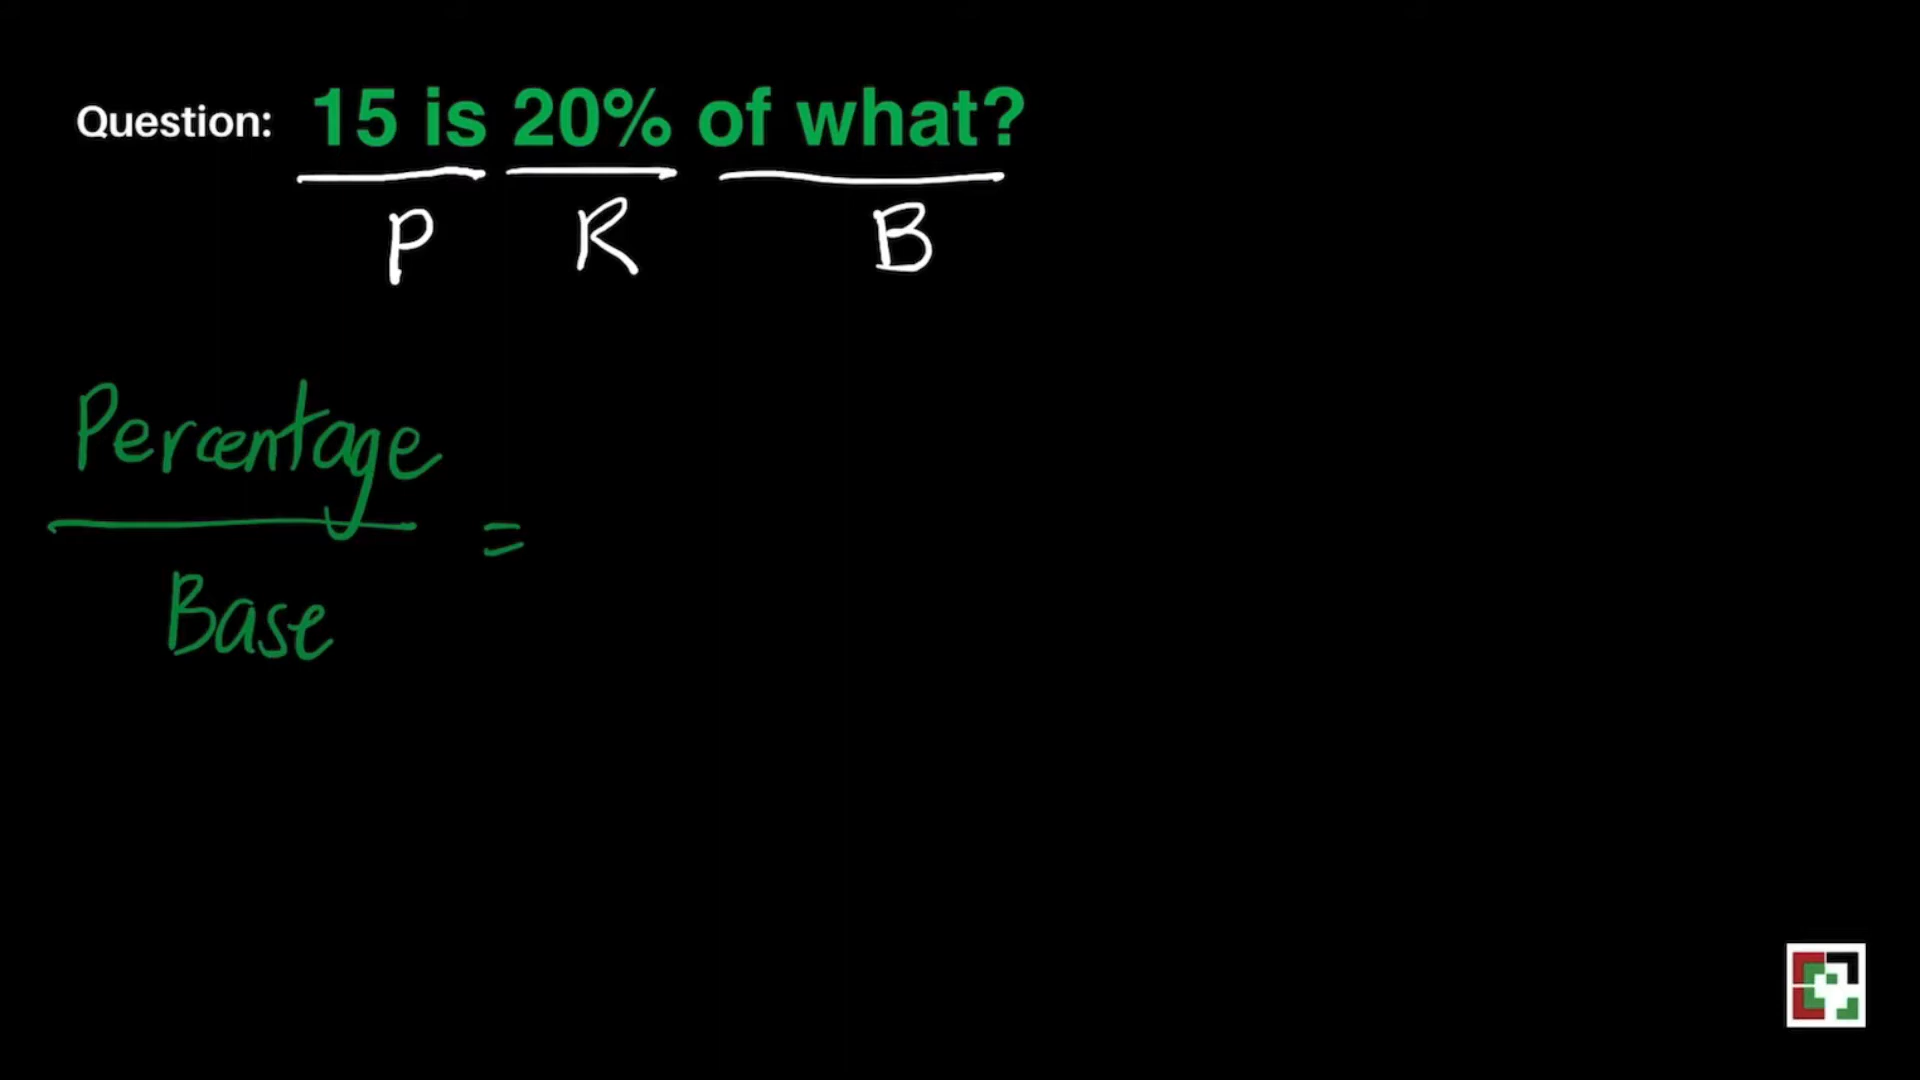 Question: 15 is 20% of what?
P R B
Percentage
=
Base